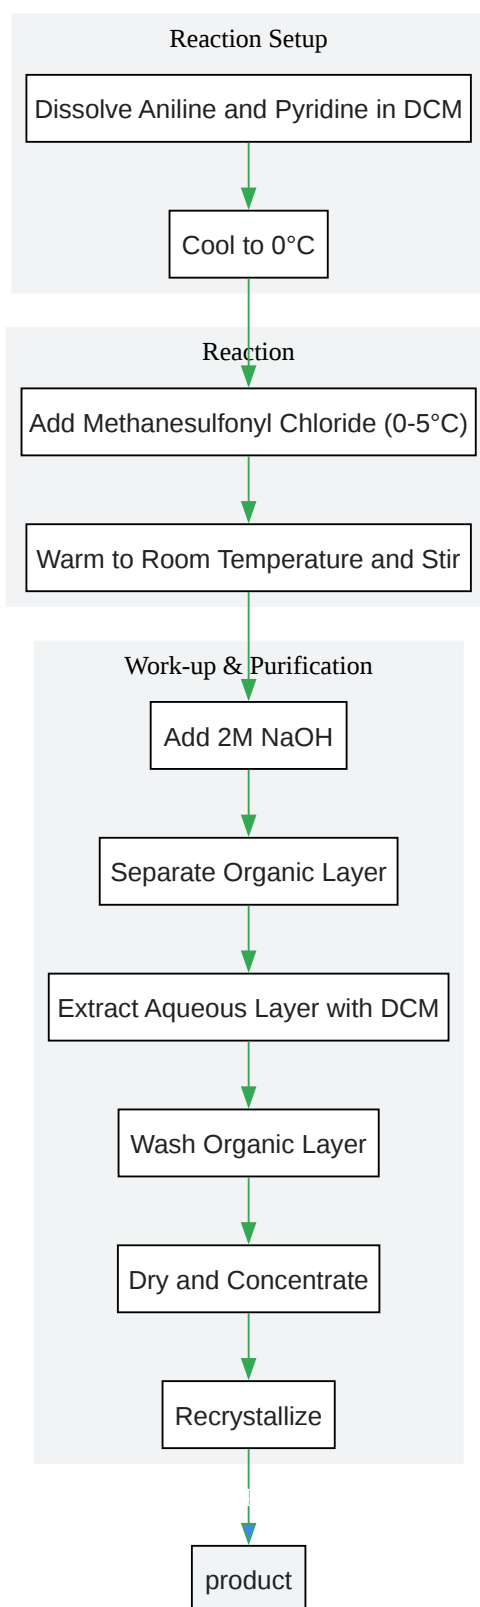 Reaction Setup
Dissolve Aniline and Pyridine in DCM
Cool to 0°C
Reaction
Add Methanesulfonyl Chloride (0-5°C)
Warm to Room Temperature and Stir
Work-up & Purification
Add 2M NaOH
Separate Organic Layer
Extract Aqueous Layer with DCM
Wash Organic Layer
Dry and Concentrate
Recrystallize
product